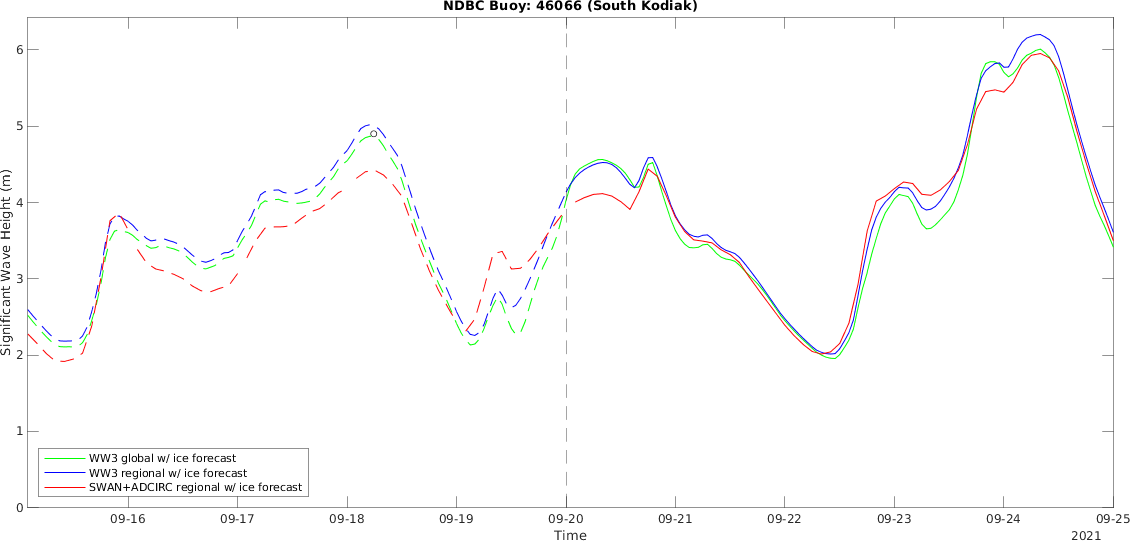 NDBC Buoy: 46066 (South Kodiak)
Significant Wave Height (m)
6
5
4
3
2
1
0
WW3 global w/ ice forecast
WW3 regional w/ ice forecast
SWAN+ADCIRC regional w/ ice forecast
09-16 09-17 09-18 09-19 09-20 09-21 09-22 09-23 09-24 09-25
Time
2021